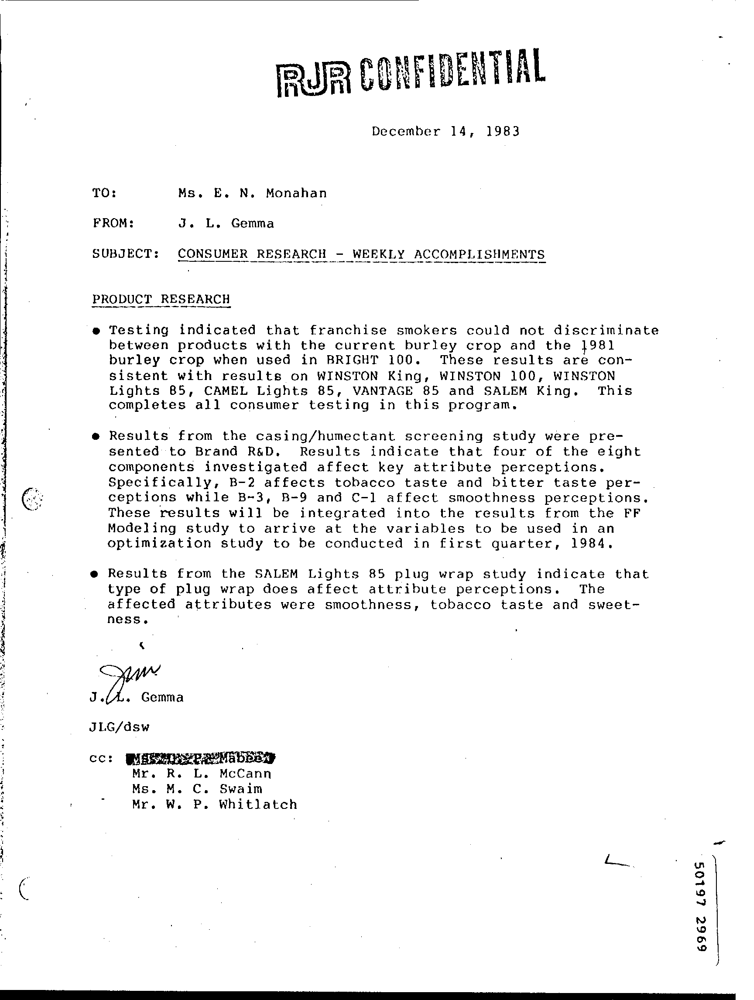 RJR CONFIDENTIAL
December 14, 1983
TO: Ms. E. N. Monahan
FROM: J. L. Gemma
SUBJECT: CONSUMER RESEARCH - WEEKLY ACCOMPLISHMENTS
PRODUCT RESEARCH
● Testing indicated that franchise smokers could not discriminate
between products with the current burley crop and the 1981
burley crop when used in BRIGHT 100. These results are con-
sistent with results on WINSTON King, WINSTON 100, WINSTON
Lights 85, CAMEL Lights 85, VANTAGE 85 and SALEM King. This
completes all consumer testing in this program.
● Results from the casing/humectant screening study were pre-
sented to Brand R&D. Results indicate that four of the eight
components investigated affect key attribute perceptions.
Specifically, B-2 affects tobacco taste and bitter taste per-
ceptions while B-3, B-9 and C-1 affect smoothness perceptions.
These results will be integrated into the results from the FF
Modeling study to arrive at the variables to be used in an
optimization study to be conducted in first quarter, 1984.
● Results from the SALEM Lights 85 plug wrap study indicate that
type of plug wrap does affect attribute perceptions. The
affected attributes were smoothness, tobacco taste and sweet-
ness.
J. L. Gemma
JLG/dsw
cc:
Mr. R. L. McCann
Ms. M. C. Swaim
Mr. W. P. Whitlatch
50197 2969